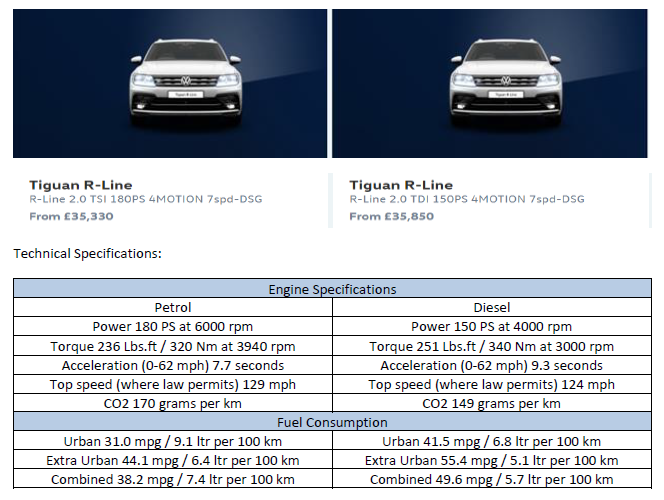 Tiguan R-Line
R-Line 2.0 TSI 180PS 4MOTION 7spd-DSG
From £35,330
Tiguan R-Line
R-Line 2.0 TDI 150PS 4MOTION 7spd-DSG
From £35,850
Technical Specifications:
Engine Specifications
Petrol Diesel
Power 180 PS at 6000 rpm Power 150 PS at 4000 rpm
Torque 236 Lbs.ft / 320 Nm at 3940 rpm Torque 251 Lbs.ft / 340 Nm at 3000 rpm
Acceleration (0-62 mph) 7.7 seconds Acceleration (0-62 mph) 9.3 seconds
Top speed (where law permits) 129 mph Top speed (where law permits) 124 mph
CO2 170 grams per km CO2 149 grams per km
Fuel Consumption
Urban 31.0 mpg / 9.1 ltr per 100 km Urban 41.5 mpg / 6.8 ltr per 100 km
Extra Urban 44.1 mpg / 6.4 ltr per 100 km Extra Urban 55.4 mpg / 5.1 ltr per 100 km
Combined 38.2 mpg / 7.4 ltr per 100 km Combined 49.6 mpg / 5.7 ltr per 100 km